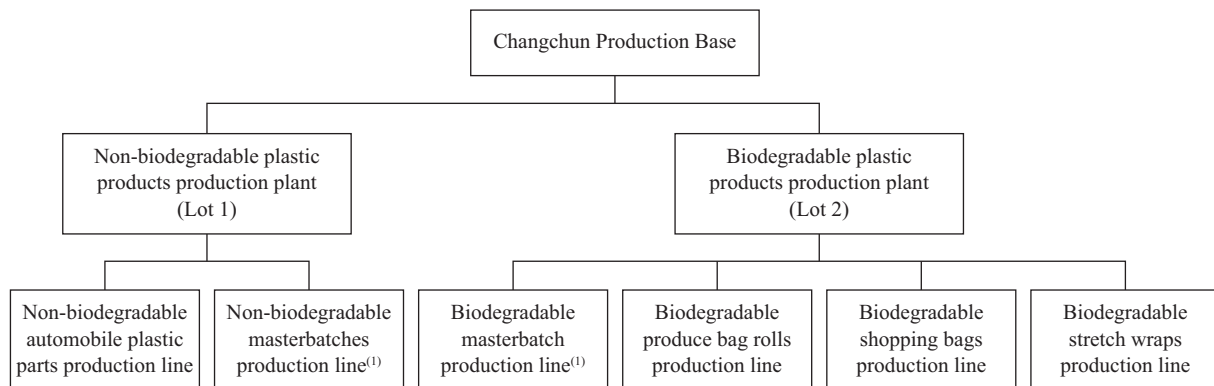 Changchun Production Base
Non-biodegradable plastic
products production plant
(Lot 1)
Biodegradable plastic
products production plant
(Lot 2)
Non-biodegradable
automobile plastic
parts production line
Non-biodegradable
masterbatches
production line(1)
Biodegradable
masterbatch
production line(1)
Biodegradable
produce bag rolls
production line
Biodegradable
shopping bags
production line
Biodegradable
stretch wraps
production line